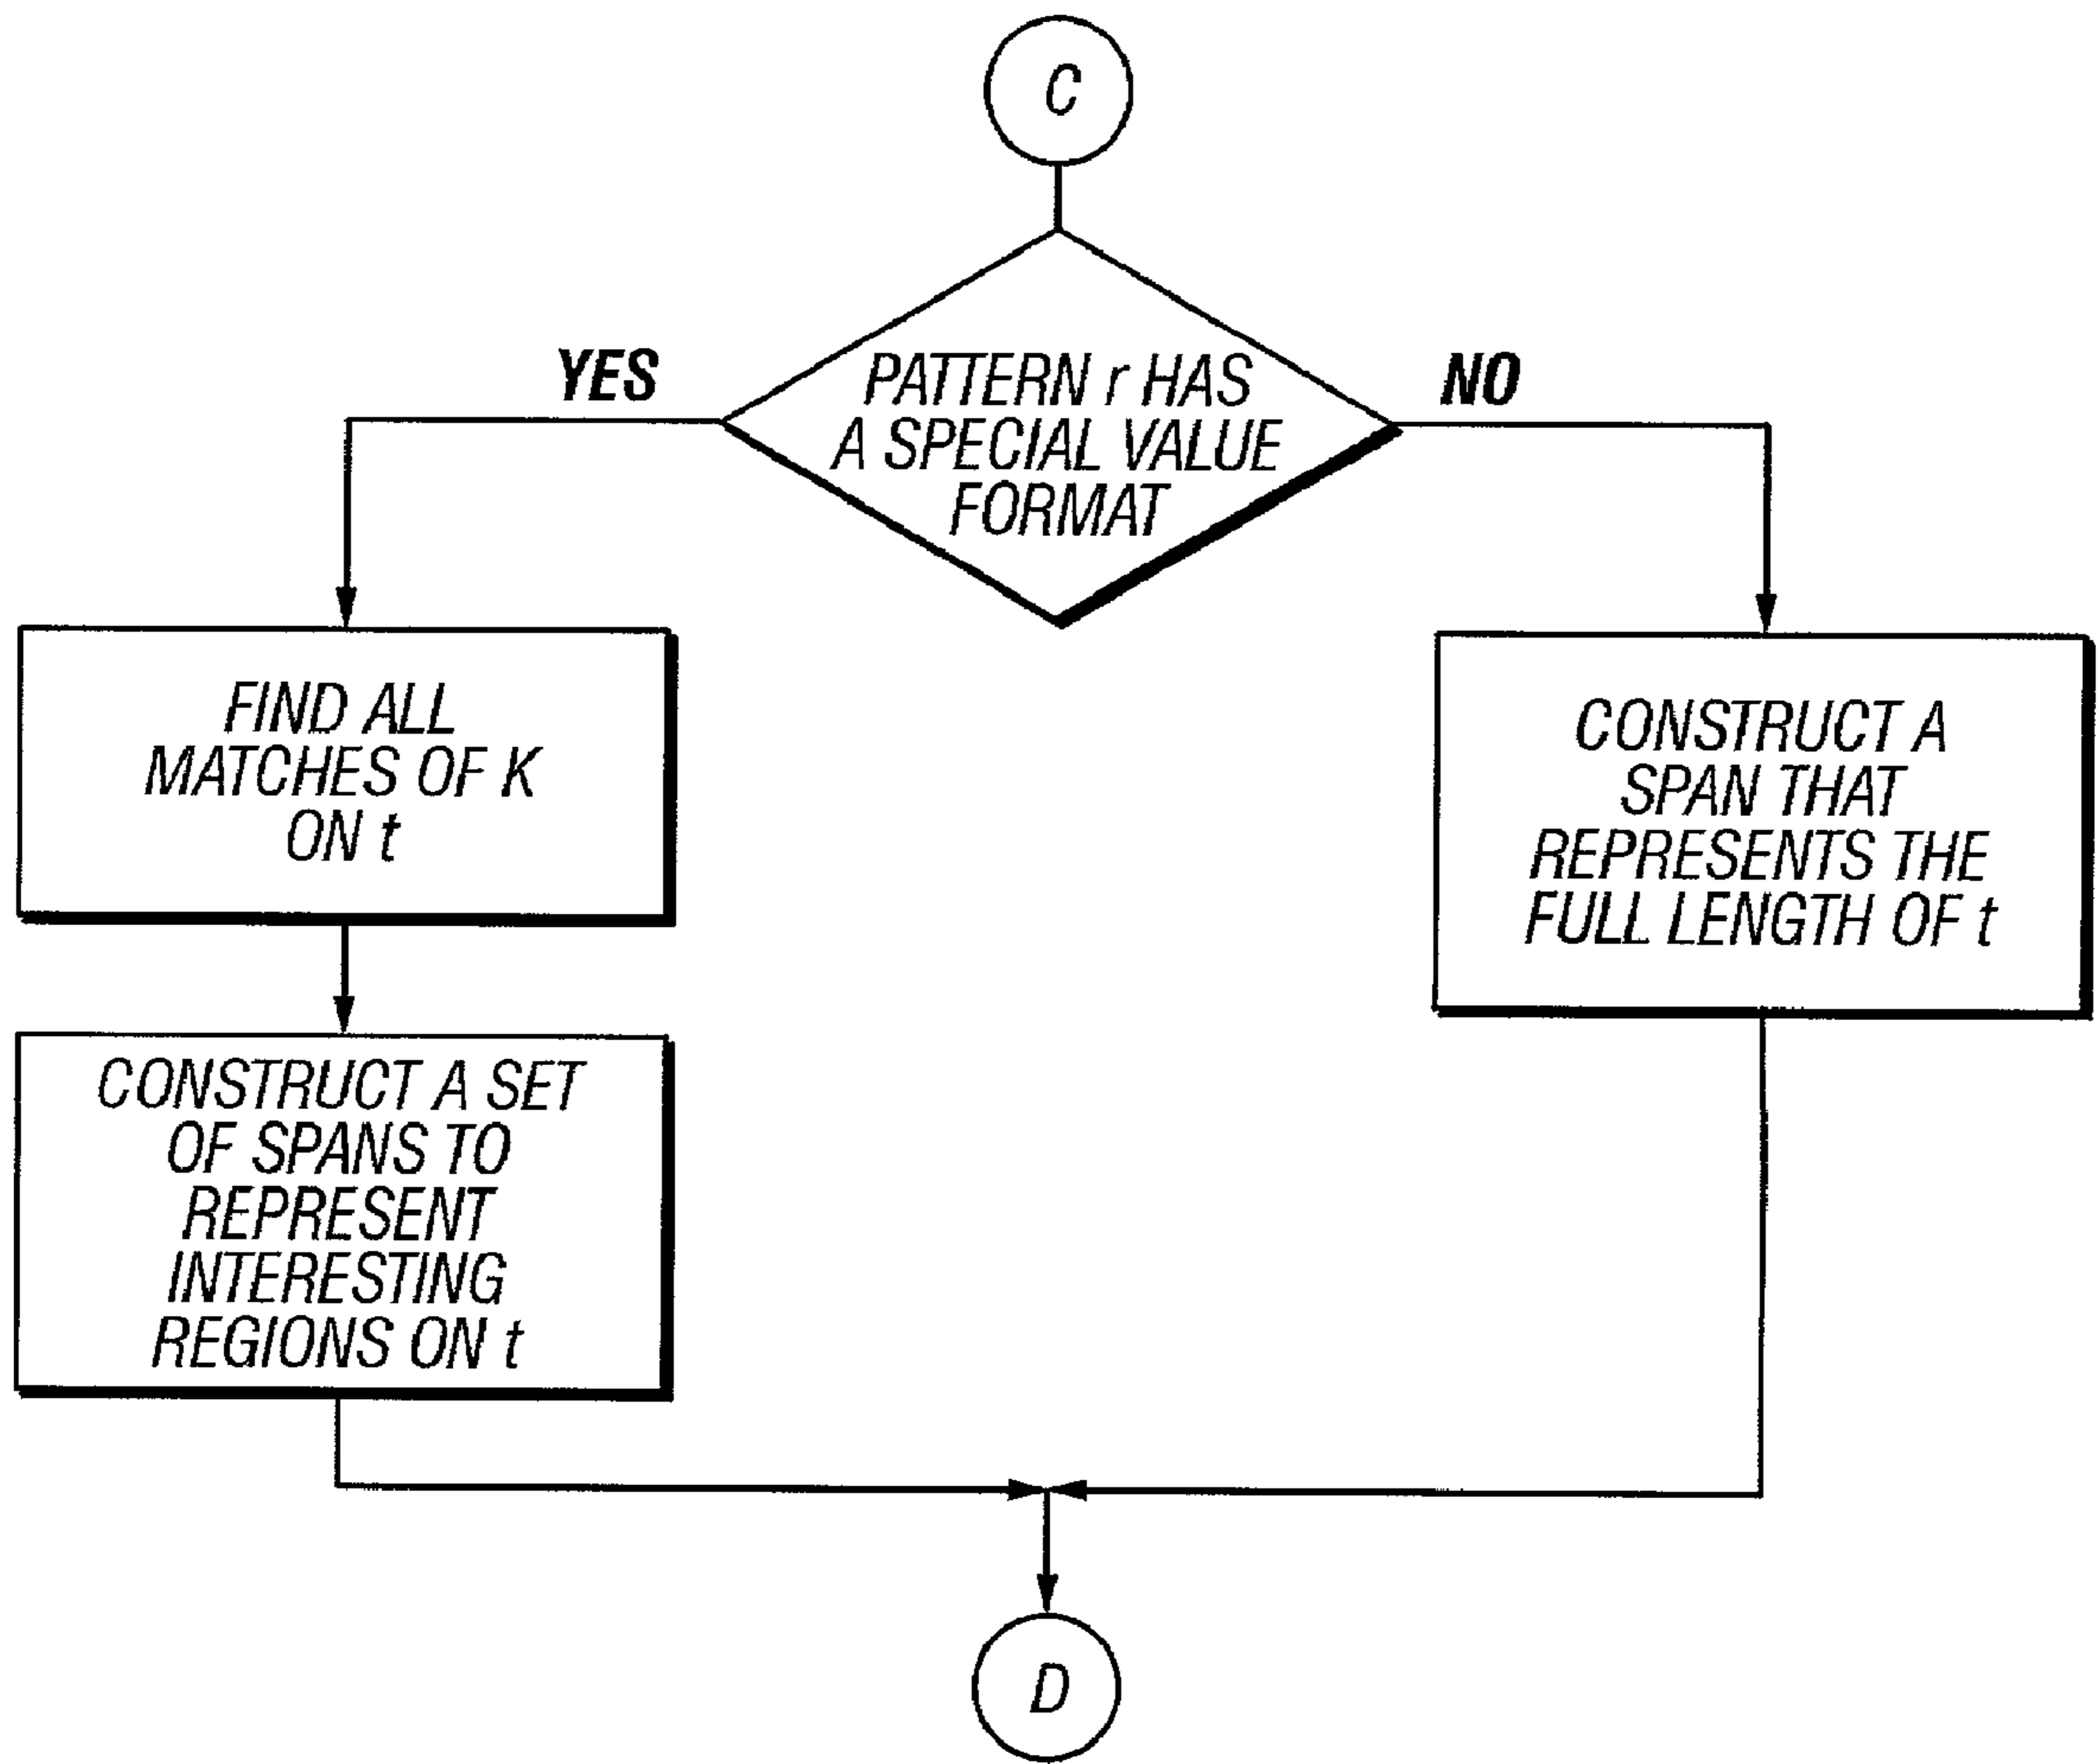 C
YES
PATTERN r HAS
A SPECIAL VALUE
FORMAT
NO
FIND ALL
MATCHES OF K
ON t
CONSTRUCT A
SPAN THAT
REPRESENTS THE
FULL LENGTH OF t
CONSTRUCT A SET
OF SPANS TO
REPRESENT
INTERESTING
REGIONS ON t
D